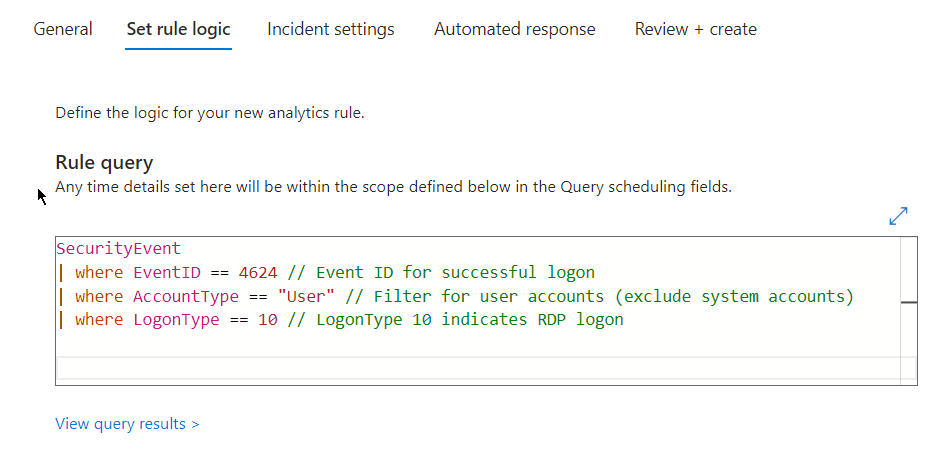 General Set rule logic Incident settings Automated response Review + create
Define the logic for your new analytics rule.
Rule query
Any time details set here will be within the scope defined below in the Query scheduling fields.
SecurityEvent
| where EventID == 4624 // Event ID for successful logon
| where AccountType == "User" // Filter for user accounts (exclude system accounts)
| where LogonType == 10 // LogonType 10 indicates RDP logon
View query results >